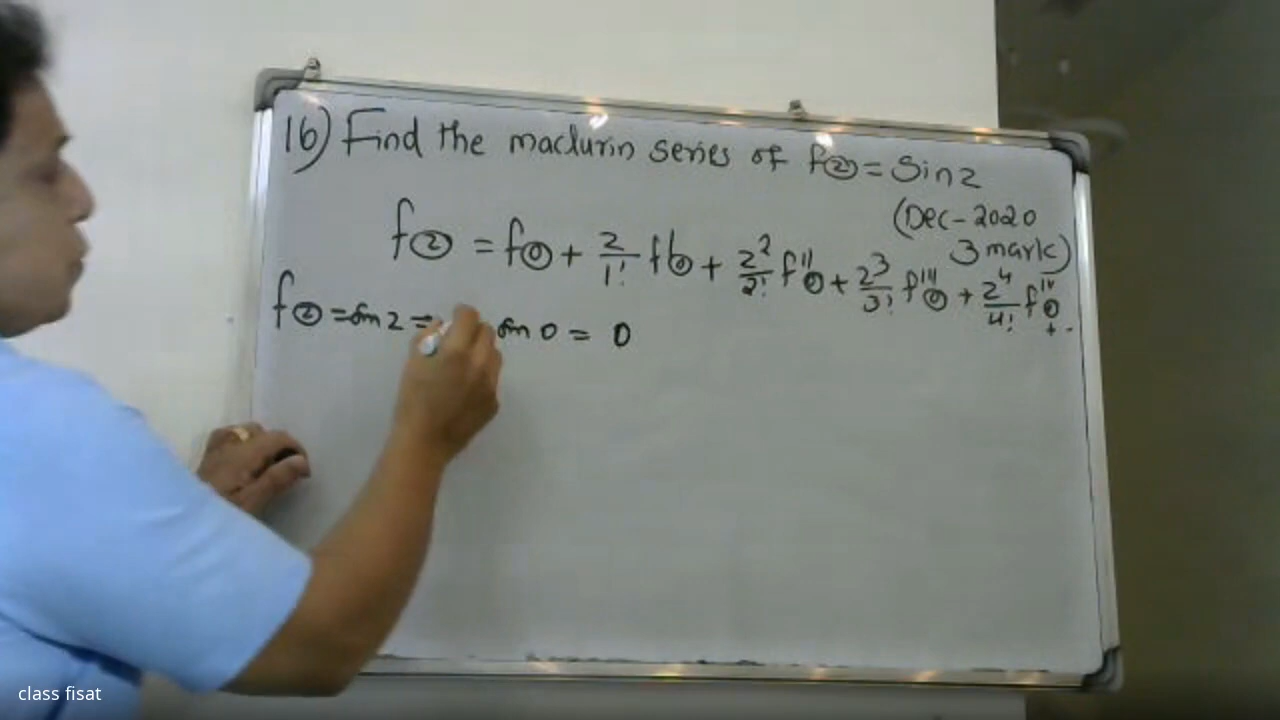 16) Find the maclurin series of f(z) = Sin z
(Dec-2020
3 mark)
f(z) = f(0) + z/1! f'(0) + z²/2! f''(0) + z³/3! f'''(0) + z⁴/4! f^iv(0) + ..
f(z) = sin z = sin 0 = 0
class fisat